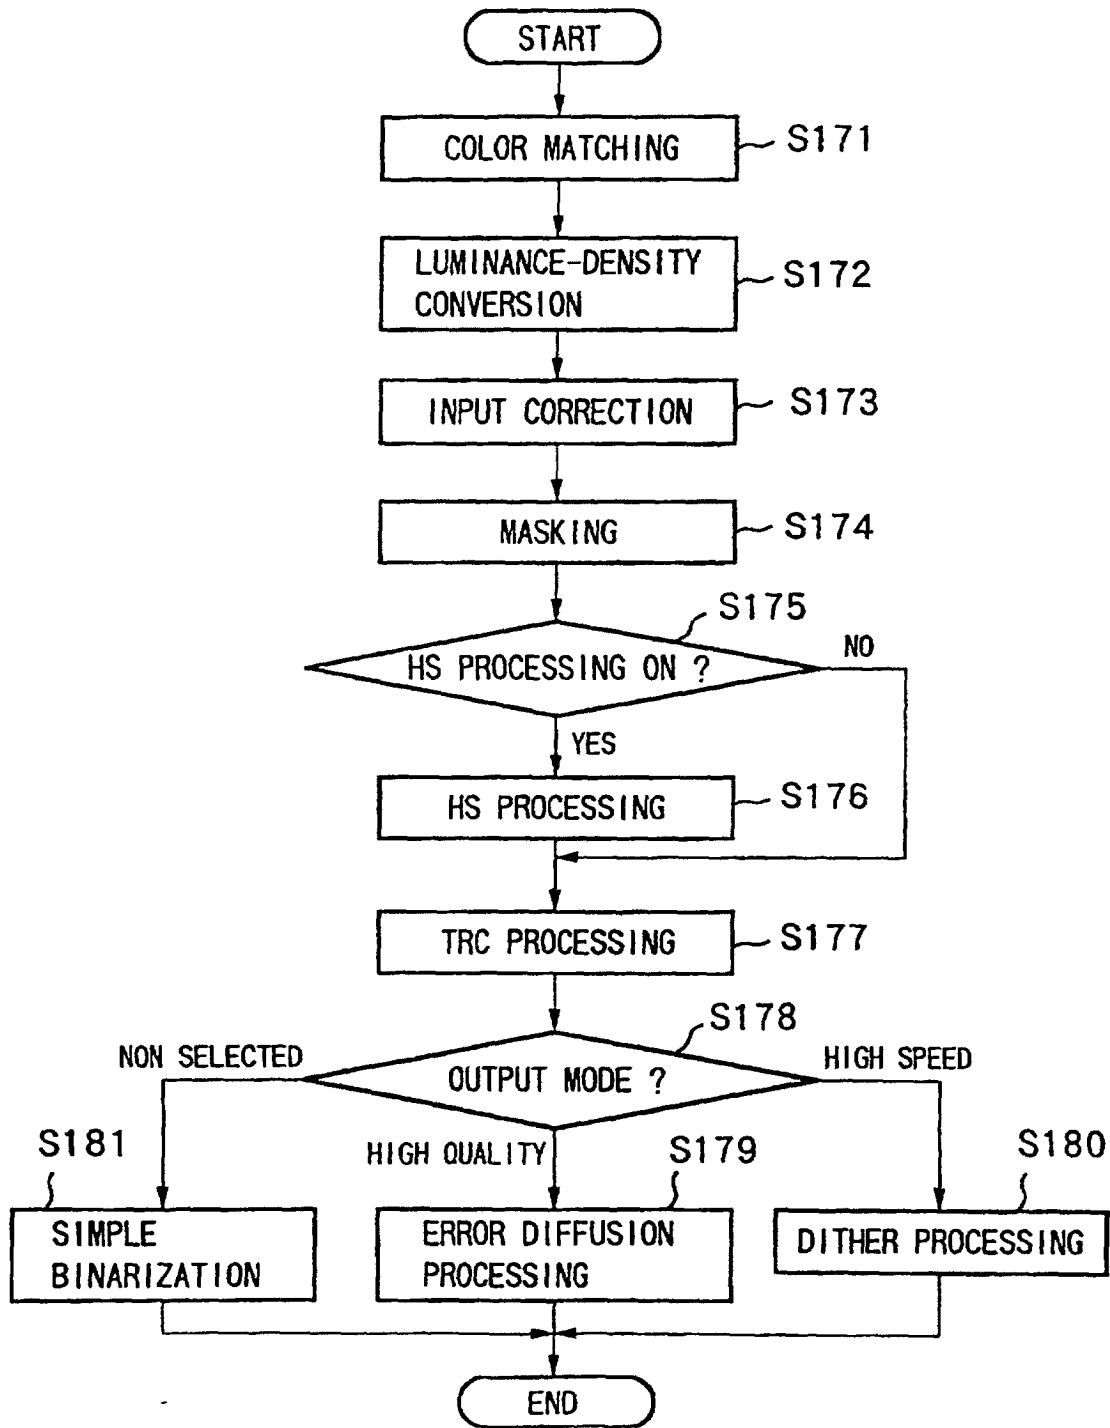 START
COLOR MATCHING
S171
LUMINANCE-DENSITY
CONVERSION
S172
INPUT CORRECTION
S173
MASKING
S174
S175
HS PROCESSING ON ?
NO
YES
HS PROCESSING
S176
TRC PROCESSING
S177
S178
NON SELECTED
OUTPUT MODE ?
HIGH SPEED
S181
HIGH QUALITY
S179
S180
SIMPLE
BINARIZATION
ERROR DIFFUSION
PROCESSING
DITHER PROCESSING
END